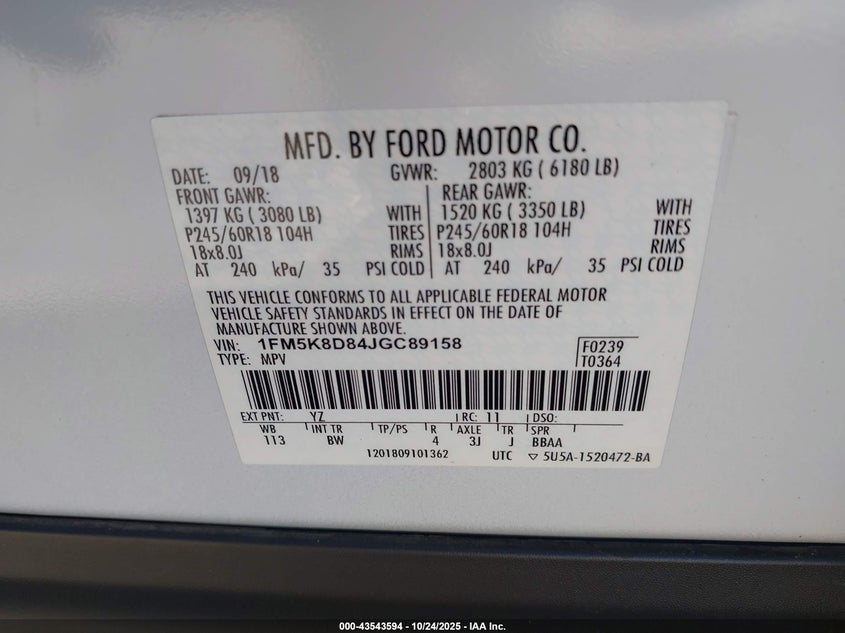 MFD. BY FORD MOTOR CO.
DATE: 09/18 GVWR: 2803 KG ( 6180 LB)
FRONT GAWR: REAR GAWR:
1397 KG ( 3080 LB) WITH 1520 KG ( 3350 LB) WITH
P245/60R18 104H TIRES P245/60R18 104H TIRES
18x8.0J RIMS 18x8.0J RIMS
AT 240 kPa/ 35 PSI COLD AT 240 kPa/ 35 PSI COLD
THIS VEHICLE CONFORMS TO ALL APPLICABLE FEDERAL MOTOR
VEHICLE SAFETY STANDARDS IN EFFECT ON THE DATE OF
MANUFACTURE SHOWN ABOVE.
VIN: 1FM5K8D84JGC89158 F0239
TYPE: MPV T0364
EXT PNT: YZ RC: 11 DSO:
WB INT TR TP/PS R AXLE TR SPR
113 BW 4 3J J BBAA
1201809101362 UTC ▽ 5U5A-1520472-BA
000-43543594 - 10/24/2025 - IAA Inc.